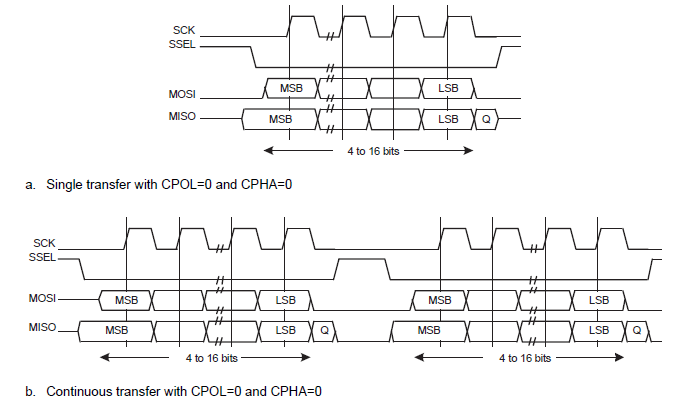 SCK
SSEL
MOSI
MSB
LSB
MISO
MSB
LSB
Q
4 to 16 bits
a. Single transfer with CPOL=0 and CPHA=0
SCK
SSEL
MOSI
MSB
LSB
MSB
LSB
MISO
MSB
LSB
Q
MSB
LSB
Q
4 to 16 bits
4 to 16 bits
b. Continuous transfer with CPOL=0 and CPHA=0